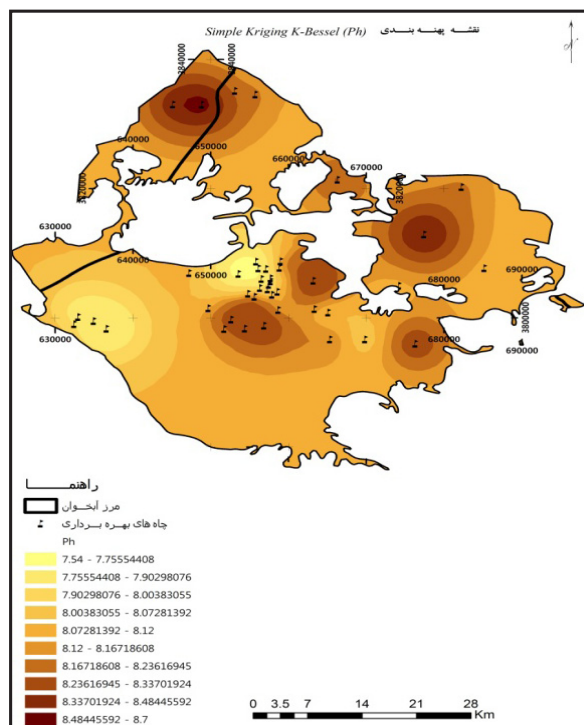 Simple Kriging K-Bessel (Ph) نقشه پهنه بندی
N
3840000
3840000
640000
650000
660000
670000
3820000
3820000
630000
640000
650000
680000
690000
3800000
630000
680000
690000
راهنما
مرز آبخوان
چاه های بهره برداری
Ph
7.54 - 7.75554408
7.75554408 - 7.90298076
7.90298076 - 8.00383055
8.00383055 - 8.07281392
8.07281392 - 8.12
8.12 - 8.16718608
8.16718608 - 8.23616945
8.23616945 - 8.33701924
8.33701924 - 8.48445592
8.48445592 - 8.7
0 3.5 7 14 21 28
Km